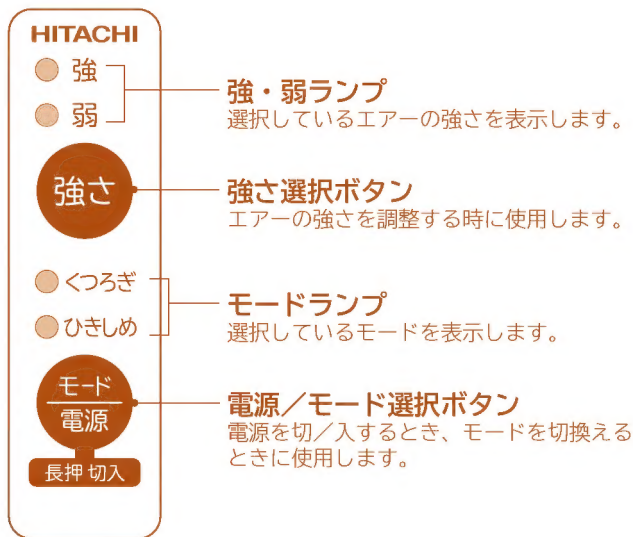 HITACHI
強
弱
強・弱ランプ
選択しているエアーの強さを表示します。
強さ
強さ選択ボタン
エアーの強さを調整する時に使用します。
くつろぎ
ひきしめ
モードランプ
選択しているモードを表示します。
モード
電源
長押 切入
電源／モード選択ボタン
電源を切／入するとき、モードを切換える
ときに使用します。